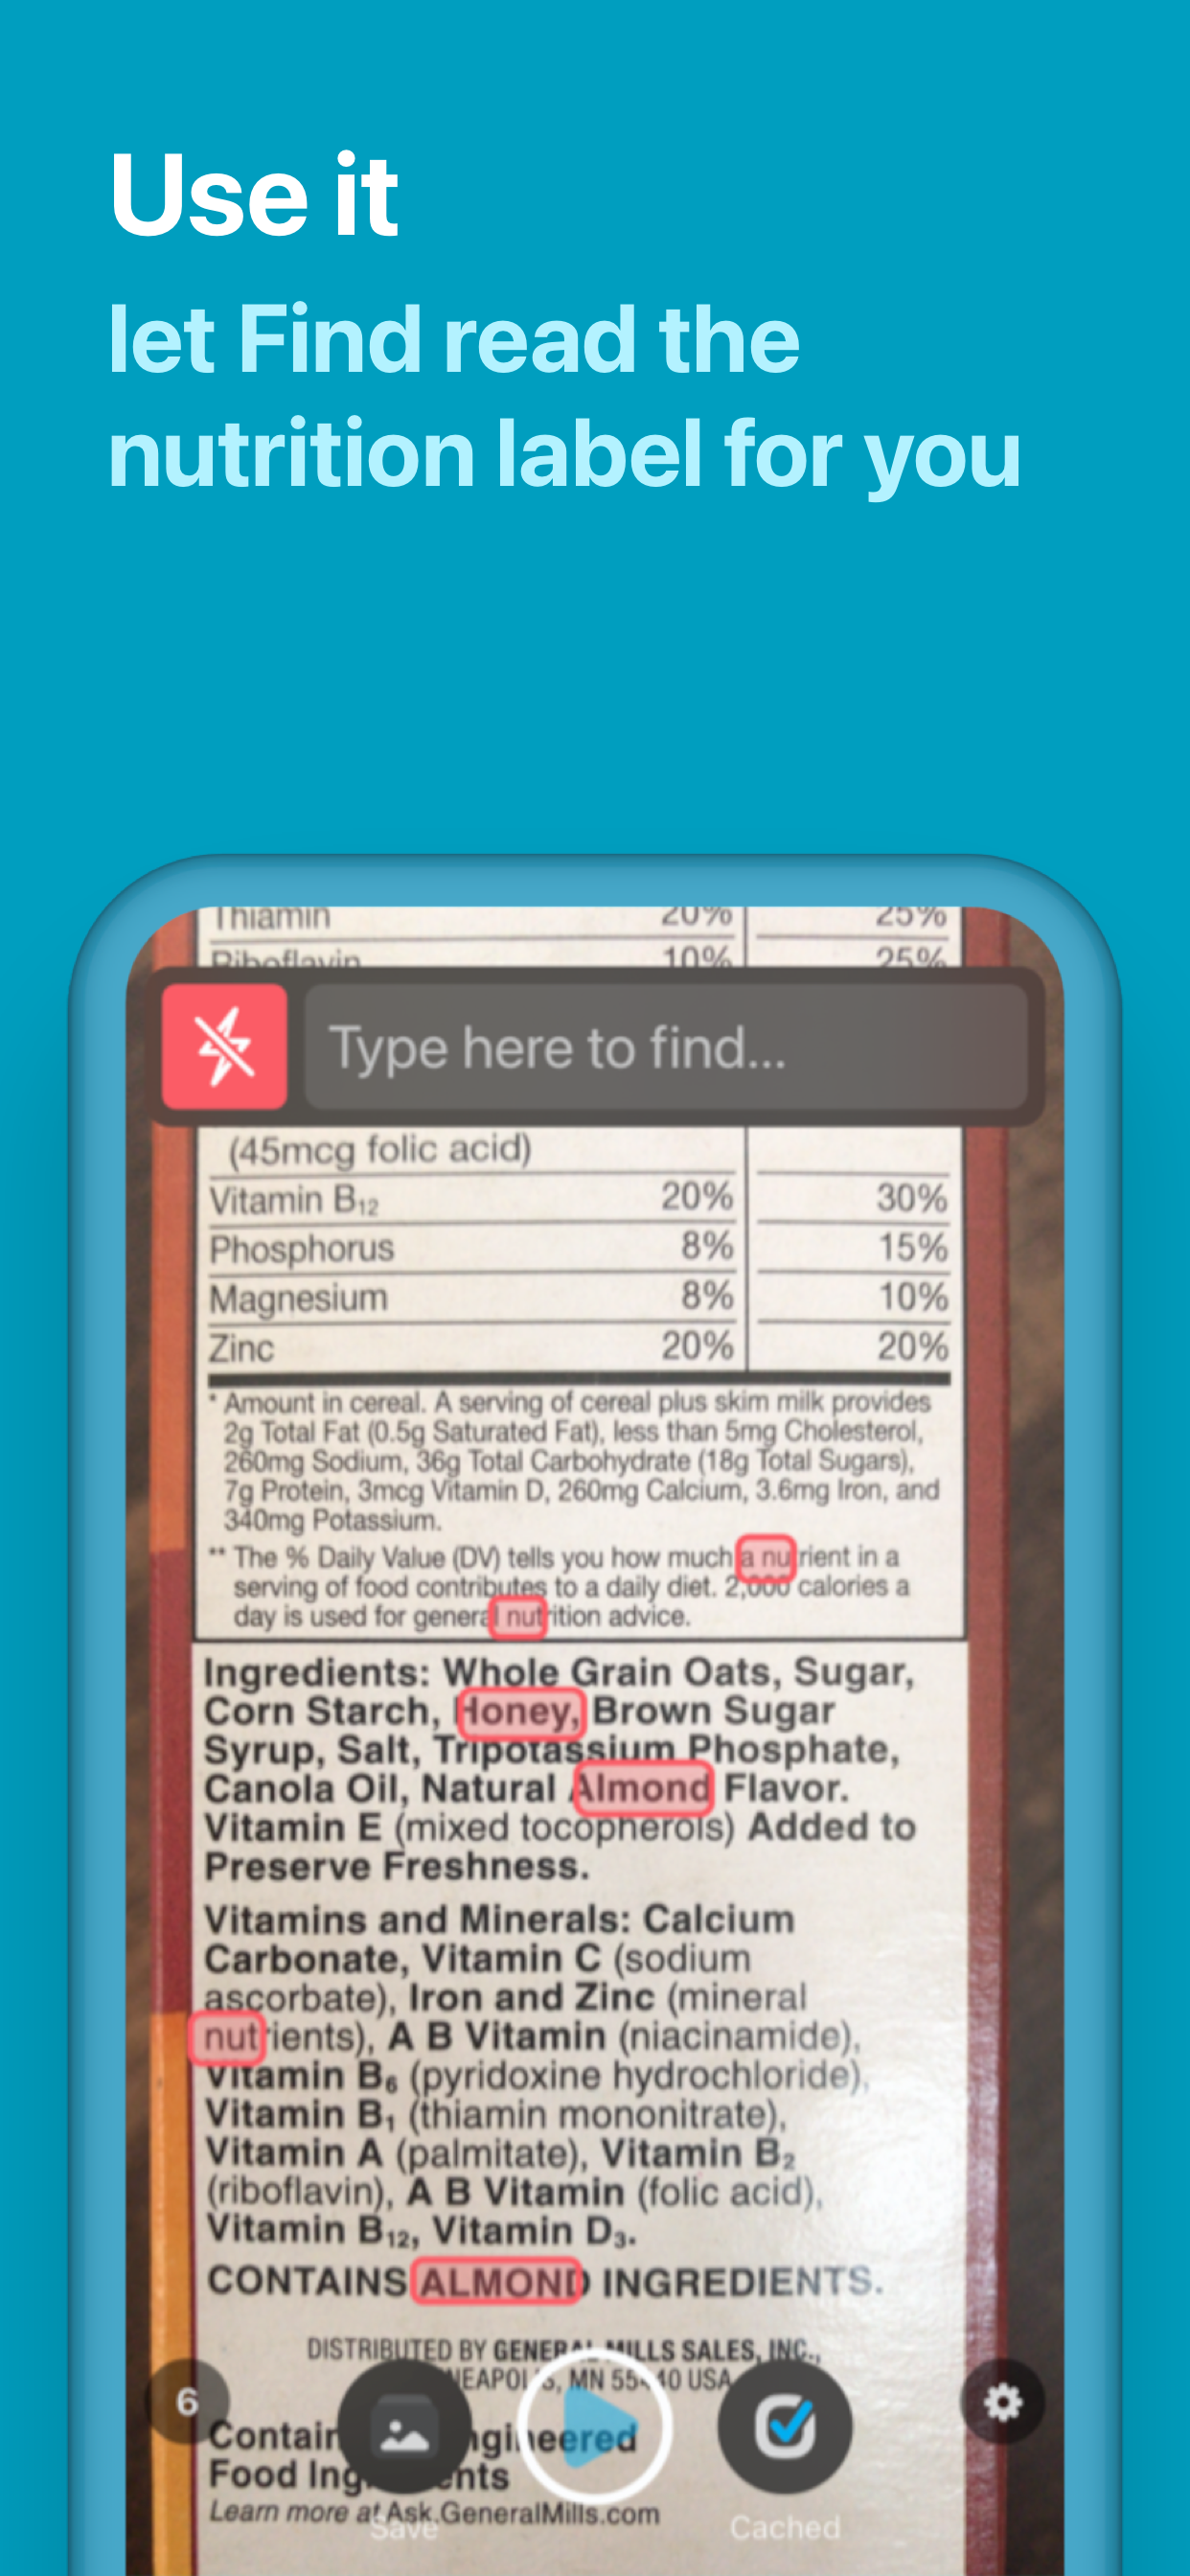 Use it
let Find read the
nutrition label for you
Thiamin 20% 25%
Riboflavin 10% 25%
Type here to find...
(45mcg folic acid)
Vitamin B₁₂ 20% 30%
Phosphorus 8% 15%
Magnesium 8% 10%
Zinc 20% 20%
* Amount in cereal. A serving of cereal plus skim milk provides
2g Total Fat (0.5g Saturated Fat), less than 5mg Cholesterol,
260mg Sodium, 36g Total Carbohydrate (18g Total Sugars),
7g Protein, 3mcg Vitamin D, 260mg Calcium, 3.6mg Iron, and
340mg Potassium.
** The % Daily Value (DV) tells you how much a nutrient in a
serving of food contributes to a daily diet. 2,000 calories a
day is used for general nutrition advice.
Ingredients: Whole Grain Oats, Sugar,
Corn Starch, Honey, Brown Sugar
Syrup, Salt, Tripotassium Phosphate,
Canola Oil, Natural Almond Flavor.
Vitamin E (mixed tocopherols) Added to
Preserve Freshness.
Vitamins and Minerals: Calcium
Carbonate, Vitamin C (sodium
ascorbate), Iron and Zinc (mineral
nutrients), A B Vitamin (niacinamide),
Vitamin B₆ (pyridoxine hydrochloride),
Vitamin B₁ (thiamin mononitrate),
Vitamin A (palmitate), Vitamin B₂
(riboflavin), A B Vitamin (folic acid),
Vitamin B₁₂, Vitamin D₃.
CONTAINS ALMOND INGREDIENTS.
DISTRIBUTED BY GENERAL MILLS SALES, INC.,
MN USA
6
Food
Learn more at Ask.GeneralMills.com
Save Cached